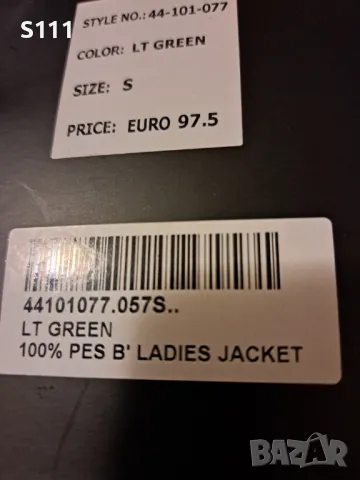 S111
STYLE NO.: 44-101-077
COLOR: LT GREEN
SIZE: S
PRICE: EURO 97.5
44101077.057S..
LT GREEN
100% PES B' LADIES JACKET
BAZAR